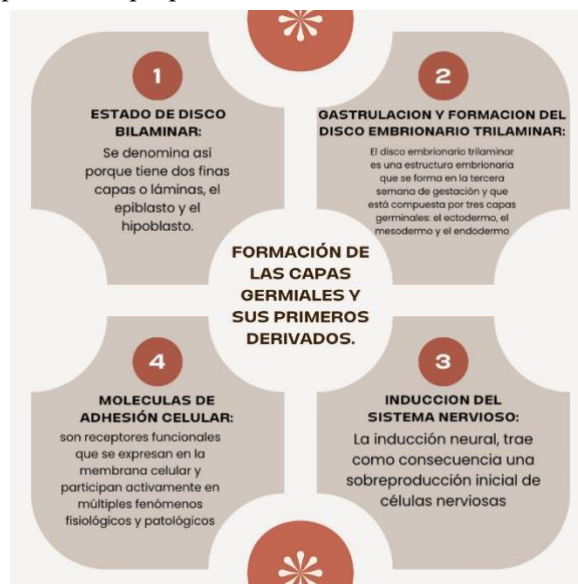 1
ESTADO DE DISCO
BILAMINAR:
Se denomina así
porque tiene dos finas
capas o láminas, el
epiblasto y el
hipoblasto.
2
GASTRULACION Y FORMACION DEL
DISCO EMBRIONARIO TRILAMINAR:
El disco embrionario trilaminar
es una estructura embrionaria
que se forma en la tercera
semana de gestación y que
está compuesta por tres capas
germinales: el ectodermo, el
mesodermo y el endodermo
FORMACIÓN DE
LAS CAPAS
GERMIALES Y
SUS PRIMEROS
DERIVADOS.
4
MOLECULAS DE
ADHESIÓN CELULAR:
son receptores funcionales
que se expresan en la
membrana celular y
participan activamente en
múltiples fenómenos
fisiológicos y patológicos
3
INDUCCION DEL
SISTEMA NERVIOSO:
La inducción neural, trae
como consecuencia una
sobreproducción inicial de
células nerviosas